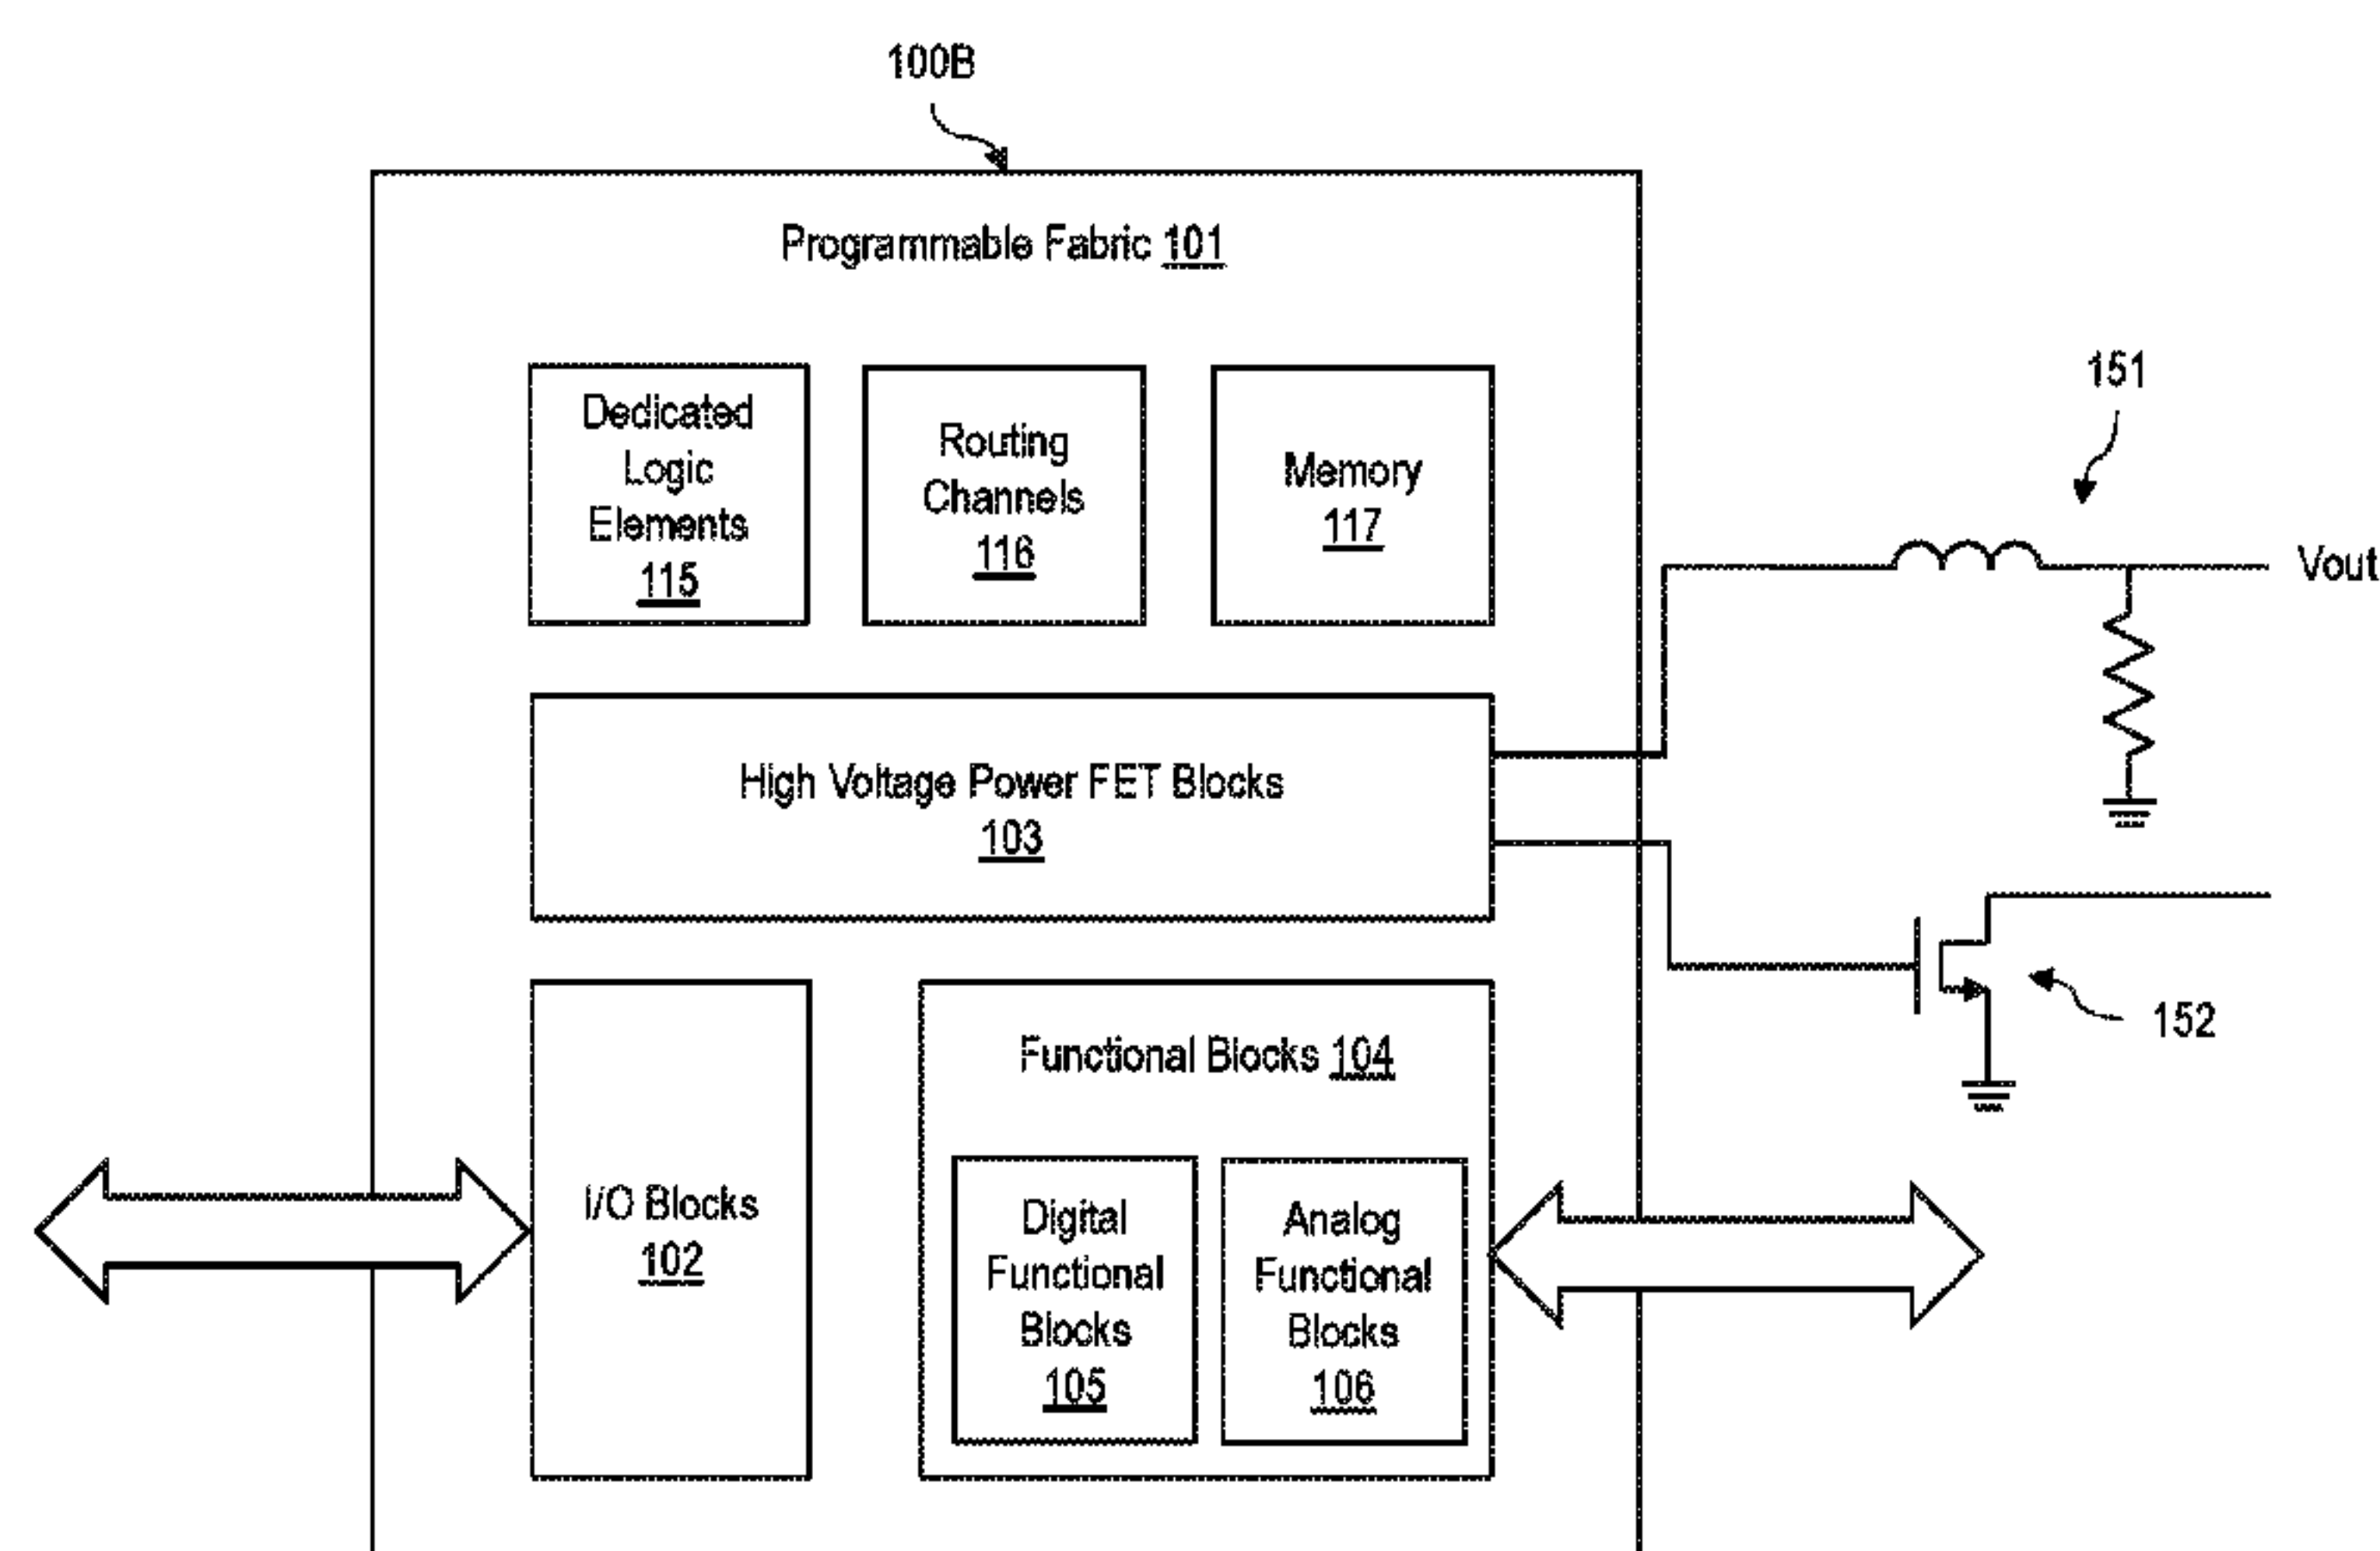 100B
Programmable Fabric 101
151
Dedicated
Logic
Elements
115
Routing
Channels
116
Memory
117
Vout
High Voltage Power FET Blocks
103
152
I/O Blocks
102
Functional Blocks 104
Digital
Functional
Blocks
105
Analog
Functional
Blocks
106